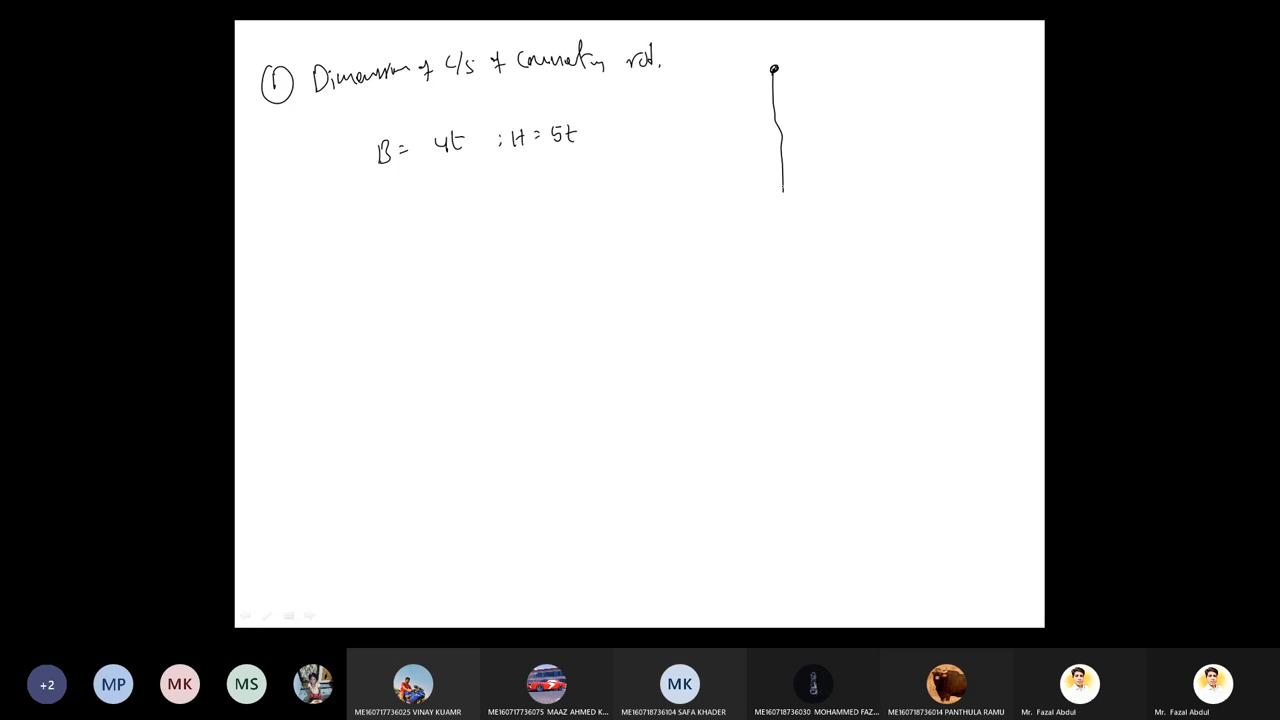 ① Dimension of C/S of Connecting rod.
B = 4t ; H = 5t
+2 MP MK MS MK
ME160717736025 VINAY KUAMR ME160717736075 MAAZ AHMED K... ME160718736104 SAFA KHADER ME160718736030 MOHAMMED FAZ... ME160718736014 PANTHULA RAMU Mr. Fazal Abdul Mr. Fazal Abdul